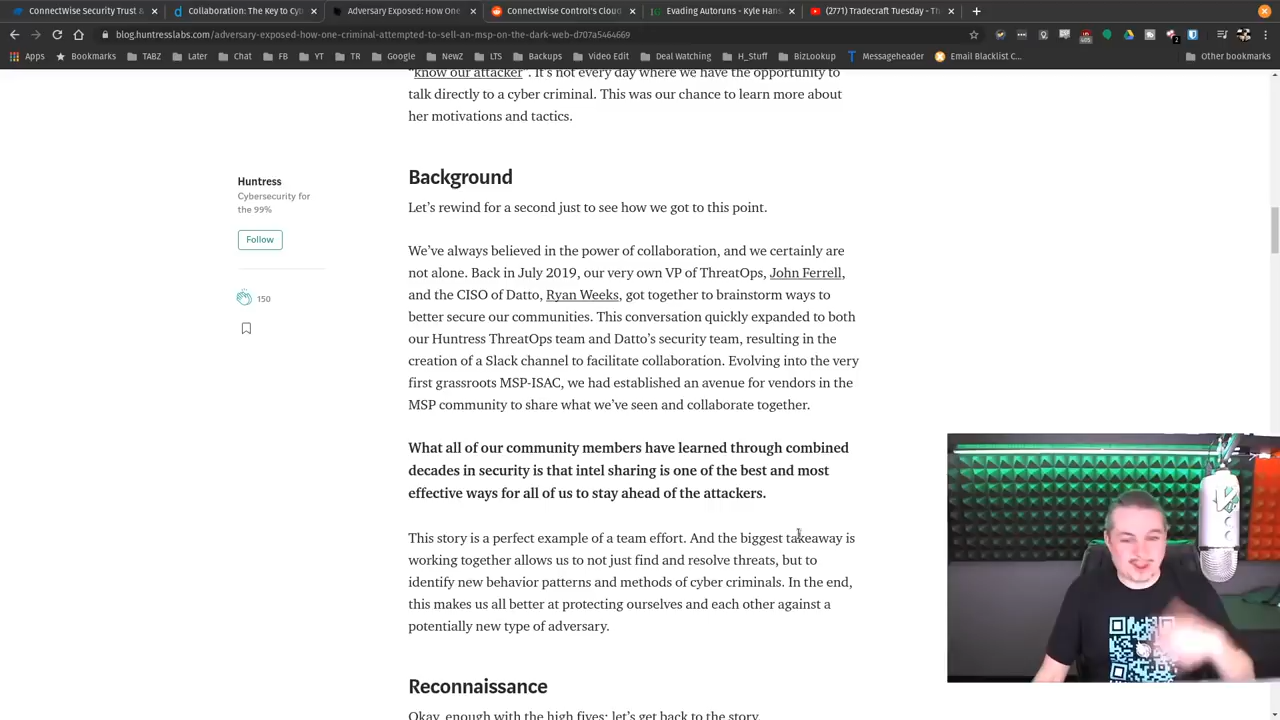 ConnectWise Security Trust &
Collaboration: The Key to Cyb
Adversary Exposed: How One
ConnectWise Control's Cloud
Evading Autoruns - Kyle Hans
(2771) Tradecraft Tuesday - Th
blog.huntresslabs.com/adversary-exposed-how-one-criminal-attempted-to-sell-an-msp-on-the-dark-web-d707a5464669
Apps Bookmarks TABZ Later Chat FB YT TR Google NewZ LTS Backups Video Edit Deal Watching H_Stuff BizLookup Messageheader Email Blacklist C... Other bookmarks
"know our attacker". It's not every day where we have the opportunity to
talk directly to a cyber criminal. This was our chance to learn more about
her motivations and tactics.
Huntress
Cybersecurity for
the 99%
Follow
150
Background
Let's rewind for a second just to see how we got to this point.
We've always believed in the power of collaboration, and we certainly are
not alone. Back in July 2019, our very own VP of ThreatOps, John Ferrell,
and the CISO of Datto, Ryan Weeks, got together to brainstorm ways to
better secure our communities. This conversation quickly expanded to both
our Huntress ThreatOps team and Datto's security team, resulting in the
creation of a Slack channel to facilitate collaboration. Evolving into the very
first grassroots MSP-ISAC, we had established an avenue for vendors in the
MSP community to share what we've seen and collaborate together.
What all of our community members have learned through combined
decades in security is that intel sharing is one of the best and most
effective ways for all of us to stay ahead of the attackers.
This story is a perfect example of a team effort. And the biggest takeaway is
working together allows us to not just find and resolve threats, but to
identify new behavior patterns and methods of cyber criminals. In the end,
this makes us all better at protecting ourselves and each other against a
potentially new type of adversary.
Reconnaissance
Okay, enough with the high fives; let's get back to the story.